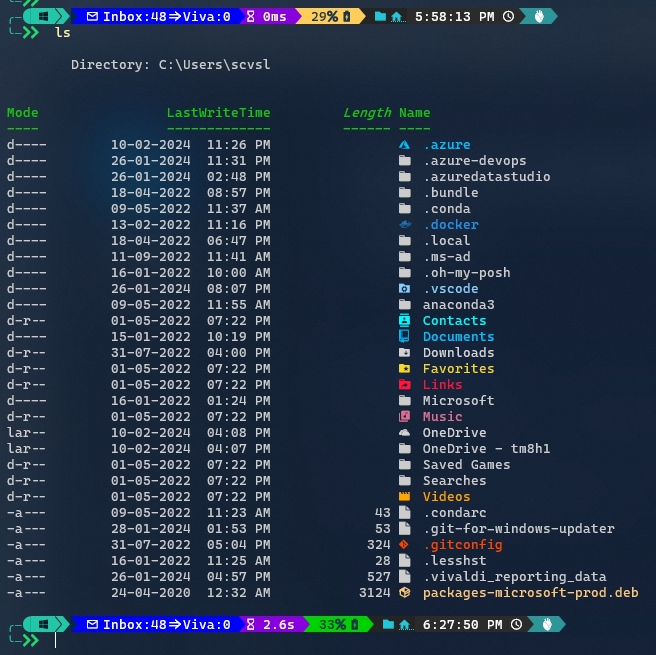 Inbox:48⇒Viva:0 0ms 29% 5:58:13 PM
ls
Directory: C:\Users\scvsl
Mode LastWriteTime Length Name
---- ------------- ------ ----
d---- 10-02-2024 11:26 PM .azure
d---- 26-01-2024 11:31 PM .azure-devops
d---- 26-01-2024 02:48 PM .azuredatastudio
d---- 18-04-2022 08:57 PM .bundle
d---- 09-05-2022 11:37 AM .conda
d---- 13-02-2022 11:16 PM .docker
d---- 18-04-2022 06:47 PM .local
d---- 11-09-2022 11:41 AM .ms-ad
d---- 16-01-2022 10:00 AM .oh-my-posh
d---- 26-01-2024 08:07 PM .vscode
d---- 09-05-2022 11:55 AM anaconda3
d-r-- 01-05-2022 07:22 PM Contacts
d---- 15-01-2022 10:19 PM Documents
d-r-- 31-07-2022 04:00 PM Downloads
d-r-- 01-05-2022 07:22 PM Favorites
d-r-- 01-05-2022 07:22 PM Links
d---- 16-01-2022 01:24 PM Microsoft
d-r-- 01-05-2022 07:22 PM Music
lar-- 10-02-2024 04:08 PM OneDrive
lar-- 10-02-2024 04:07 PM OneDrive - tm8h1
d-r-- 01-05-2022 07:22 PM Saved Games
d-r-- 01-05-2022 07:22 PM Searches
d-r-- 01-05-2022 07:22 PM Videos
-a--- 09-05-2022 11:23 AM 43 .condarc
-a--- 28-01-2024 01:53 PM 53 .git-for-windows-updater
-a--- 31-07-2022 05:04 PM 324 .gitconfig
-a--- 16-01-2022 11:25 AM 28 .lesshst
-a--- 26-01-2024 04:57 PM 527 .vivaldi_reporting_data
-a--- 24-04-2020 12:32 AM 3124 packages-microsoft-prod.deb
Inbox:48⇒Viva:0 2.6s 33% 6:27:50 PM